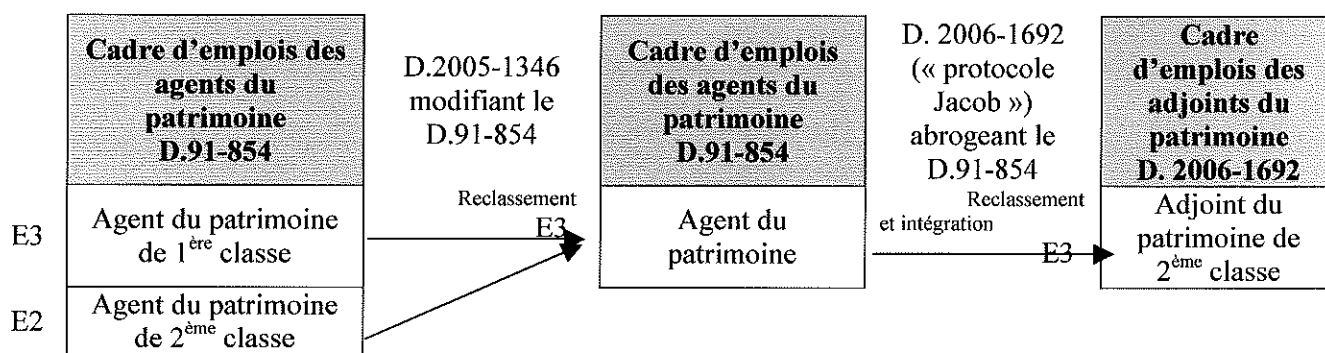 Cadre d'emplois des
agents du
patrimoine
D.91-854
D.2005-1346
modifiant le
D.91-854
Cadre d'emplois
des agents du
patrimoine
D.91-854
D. 2006-1692
(« protocole
Jacob »)
abrogeant le
D.91-854
Cadre
d'emplois des
adjoints du
patrimoine
D. 2006-1692
E3
Agent du patrimoine
de 1ère classe
Reclassement
E3
Agent du
patrimoine
Reclassement
et intégration
E3
Adjoint du
patrimoine de
2ème classe
E2
Agent du patrimoine
de 2ème classe